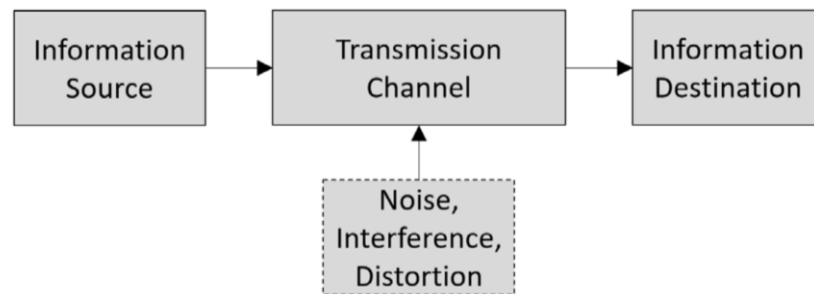 Information
Source
Transmission
Channel
Information
Destination
Noise,
Interference,
Distortion